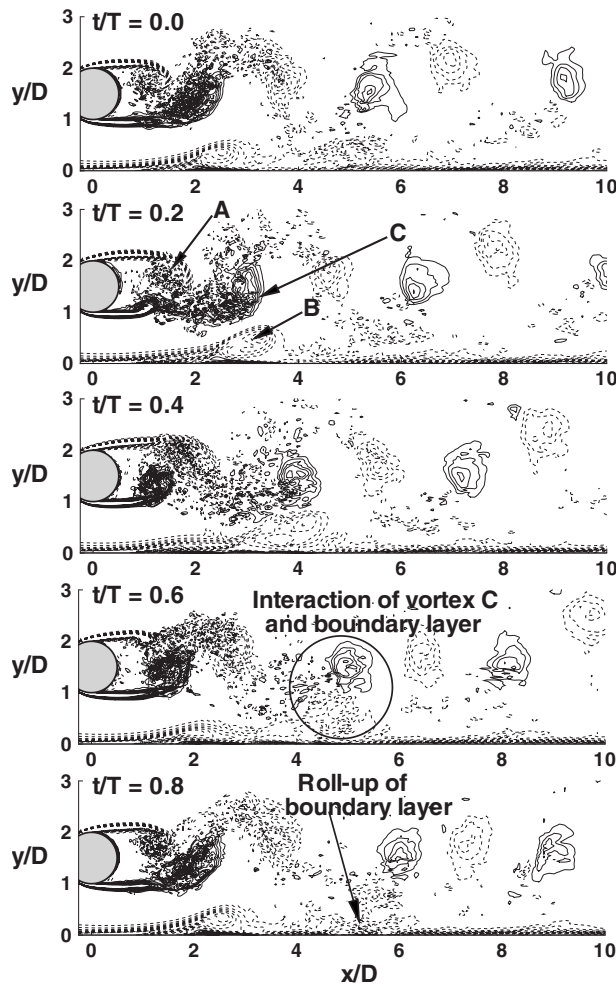 t/T = 0.0
3
2
y/D
1
0
0 2 4 6 8 10
t/T = 0.2
A
C
B
3
2
y/D
1
0
0 2 4 6 8 10
t/T = 0.4
3
2
y/D
1
0
0 2 4 6 8 10
t/T = 0.6
Interaction of vortex C
and boundary layer
3
2
y/D
1
0
0 2 4 6 8 10
t/T = 0.8
Roll-up of
boundary layer
3
2
y/D
1
0
0 2 4 6 8 10
x/D